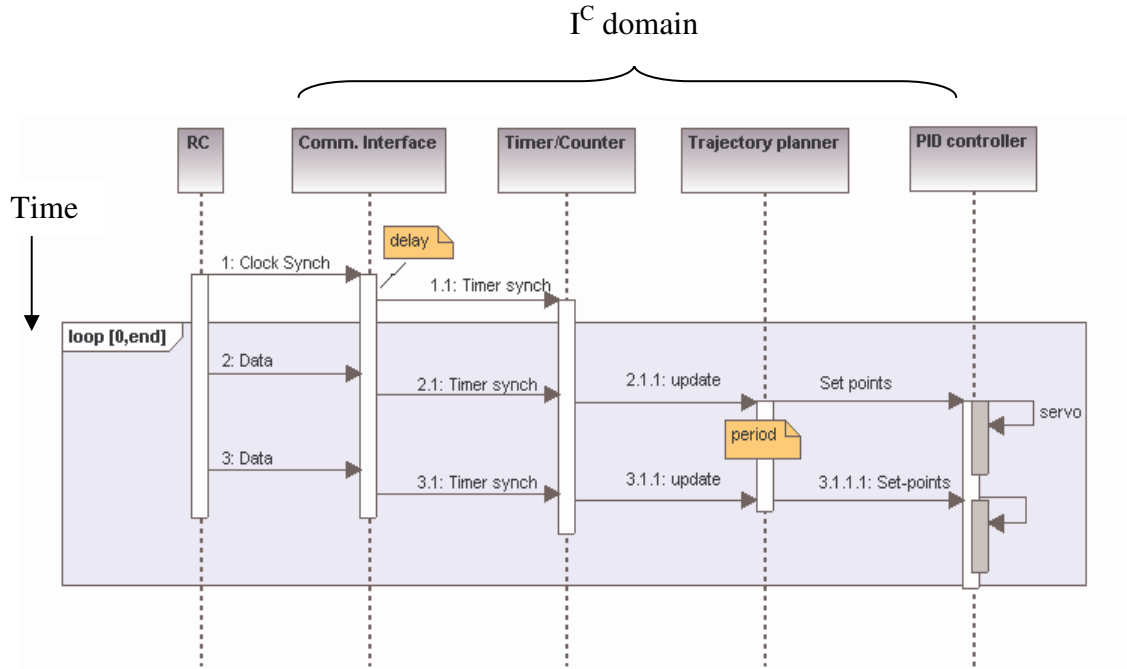 I^C domain
RC
Comm. Interface
Timer/Counter
Trajectory planner
PID controller
Time
delay
1: Clock Synch
1.1: Timer synch
loop [0,end]
2: Data
2.1: Timer synch
2.1.1: update
Set points
servo
period
3: Data
3.1: Timer synch
3.1.1: update
3.1.1.1: Set-points